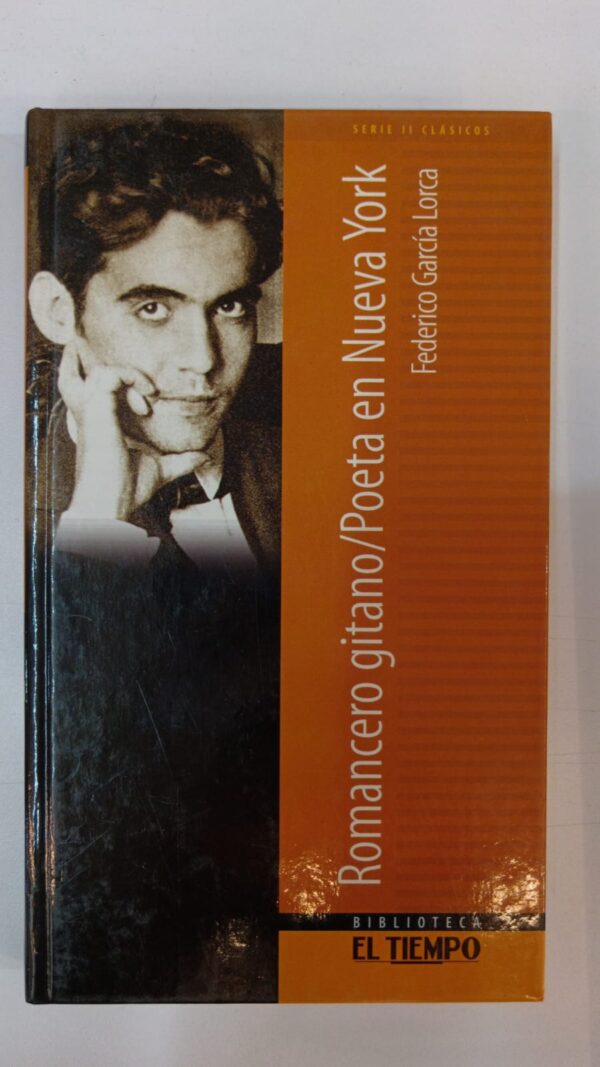 SERIE II CLÁSICOS
Romancero gitano/Poeta en Nueva York
Federico García Lorca
BIBLIOTECA
EL TIEMPO